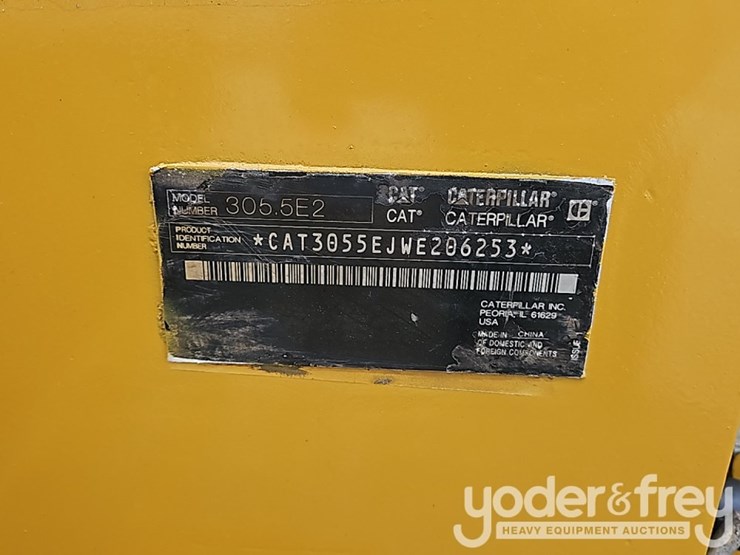 MODEL NUMBER 305.5E2
CAT® CATERPILLAR®
CAT® CATERPILLAR®
PRODUCT IDENTIFICATION NUMBER *CAT3055EJWE206253*
CATERPILLAR INC.
PEORIA, IL 61629
USA
MADE IN CHINA
OF DOMESTIC AND
FOREIGN COMPONENTS
ISSUE
yoder&frey
HEAVY EQUIPMENT AUCTIONS